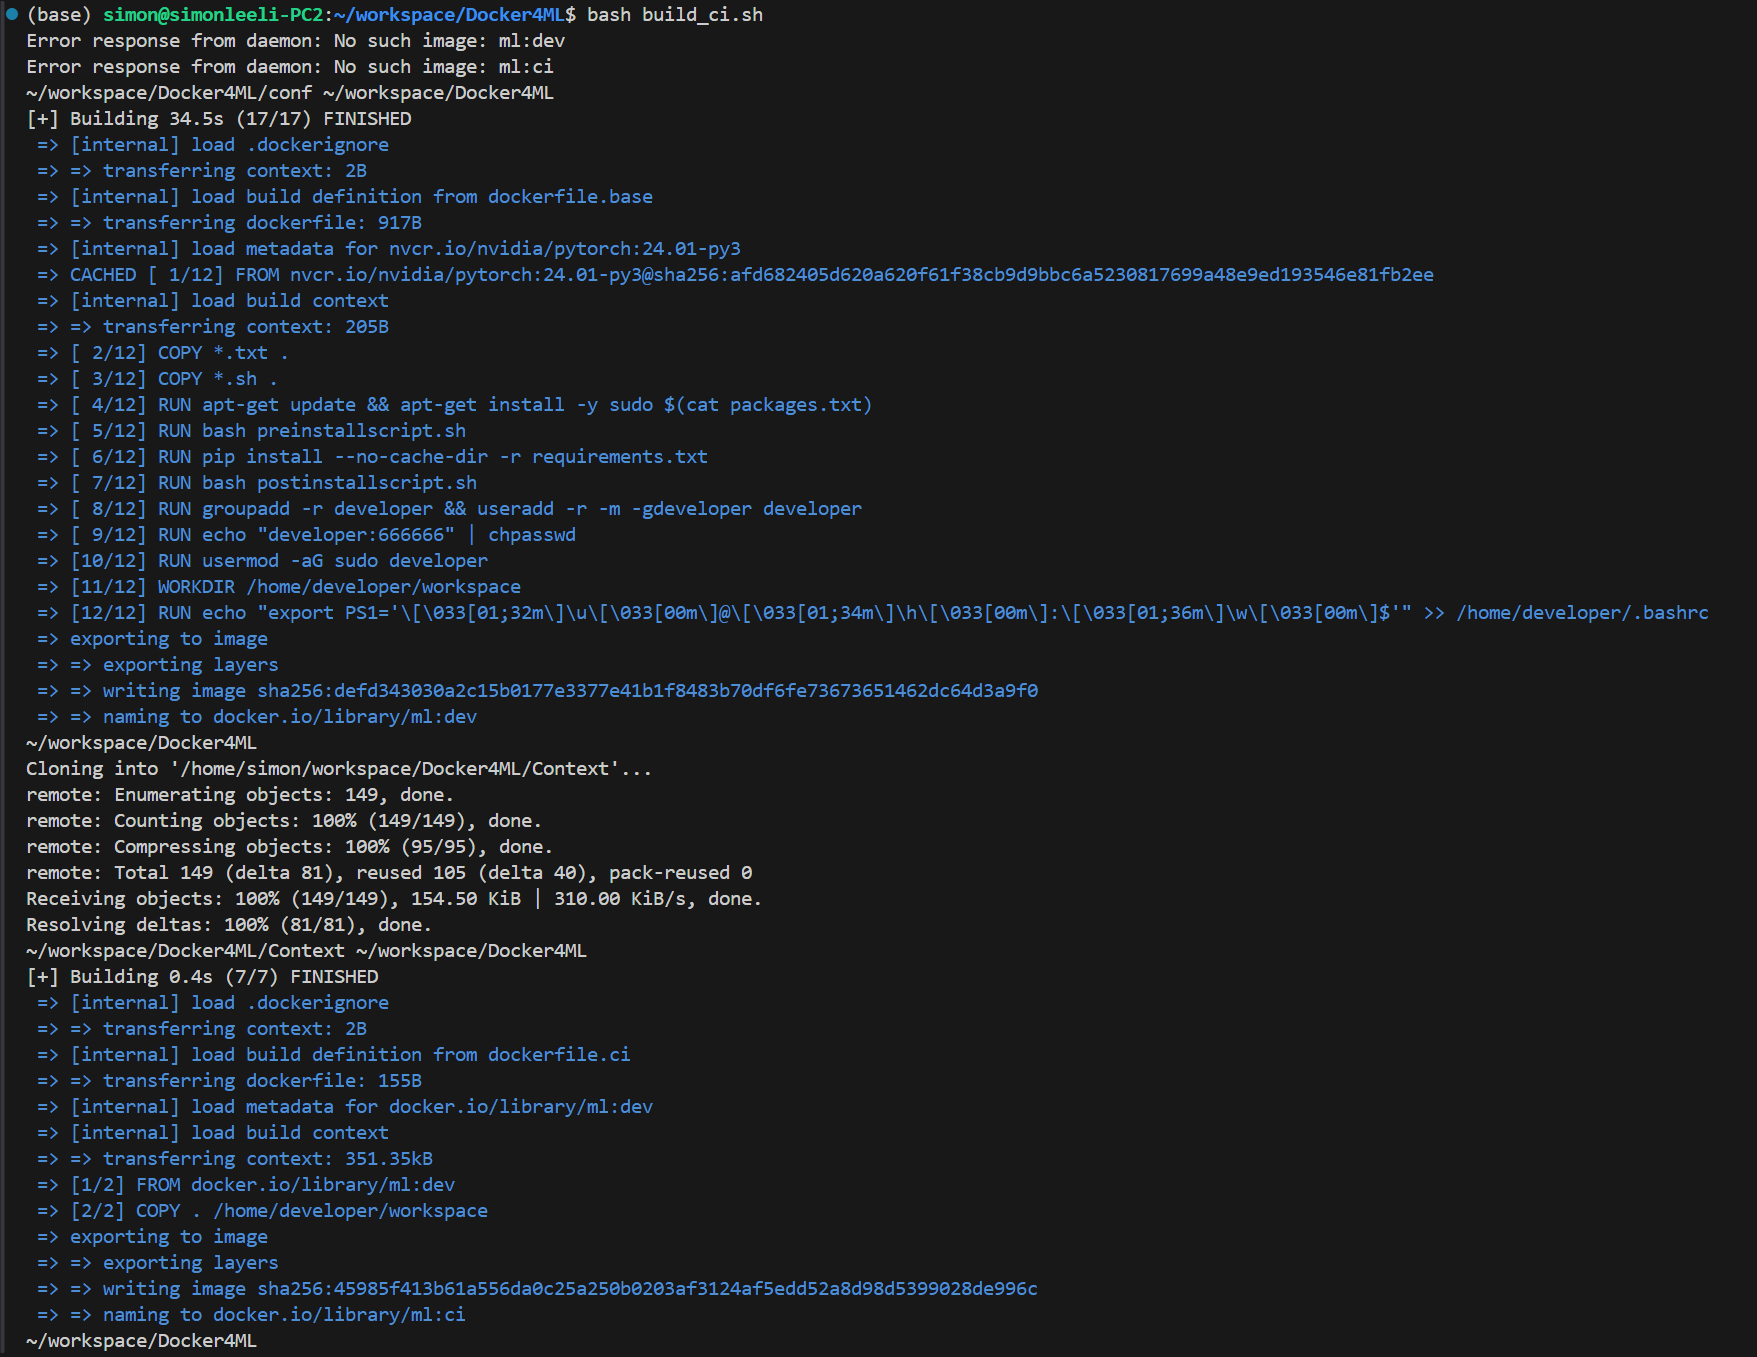 (base) simon@simonleeli-PC2:~/workspace/Docker4ML$ bash build_ci.sh
Error response from daemon: No such image: ml:dev
Error response from daemon: No such image: ml:ci
~/workspace/Docker4ML/conf ~/workspace/Docker4ML
[+] Building 34.5s (17/17) FINISHED
 => [internal] load .dockerignore
 => => transferring context: 2B
 => [internal] load build definition from dockerfile.base
 => => transferring dockerfile: 917B
 => [internal] load metadata for nvcr.io/nvidia/pytorch:24.01-py3
 => CACHED [ 1/12] FROM nvcr.io/nvidia/pytorch:24.01-py3@sha256:afd682405d620a620f61f38cb9d9bbc6a5230817699a48e9ed193546e81fb2ee
 => [internal] load build context
 => => transferring context: 205B
 => [ 2/12] COPY *.txt .
 => [ 3/12] COPY *.sh .
 => [ 4/12] RUN apt-get update && apt-get install -y sudo $(cat packages.txt)
 => [ 5/12] RUN bash preinstallscript.sh
 => [ 6/12] RUN pip install --no-cache-dir -r requirements.txt
 => [ 7/12] RUN bash postinstallscript.sh
 => [ 8/12] RUN groupadd -r developer && useradd -r -m -gdeveloper developer
 => [ 9/12] RUN echo "developer:666666" | chpasswd
 => [10/12] RUN usermod -aG sudo developer
 => [11/12] WORKDIR /home/developer/workspace
 => [12/12] RUN echo "export PS1='\[\033[01;32m\]\u\[\033[00m\]@\[\033[01;34m\]\h\[\033[00m\]:\[\033[01;36m\]\w\[\033[00m\]$'" >> /home/developer/.bashrc
 => exporting to image
 => => exporting layers
 => => writing image sha256:defd343030a2c15b0177e3377e41b1f8483b70df6fe73673651462dc64d3a9f0
 => => naming to docker.io/library/ml:dev
~/workspace/Docker4ML
Cloning into '/home/simon/workspace/Docker4ML/Context'...
remote: Enumerating objects: 149, done.
remote: Counting objects: 100% (149/149), done.
remote: Compressing objects: 100% (95/95), done.
remote: Total 149 (delta 81), reused 105 (delta 40), pack-reused 0
Receiving objects: 100% (149/149), 154.50 KiB | 310.00 KiB/s, done.
Resolving deltas: 100% (81/81), done.
~/workspace/Docker4ML/Context ~/workspace/Docker4ML
[+] Building 0.4s (7/7) FINISHED
 => [internal] load .dockerignore
 => => transferring context: 2B
 => [internal] load build definition from dockerfile.ci
 => => transferring dockerfile: 155B
 => [internal] load metadata for docker.io/library/ml:dev
 => [internal] load build context
 => => transferring context: 351.35kB
 => [1/2] FROM docker.io/library/ml:dev
 => [2/2] COPY . /home/developer/workspace
 => exporting to image
 => => exporting layers
 => => writing image sha256:45985f413b61a556da0c25a250b0203af3124af5edd52a8d98d5399028de996c
 => => naming to docker.io/library/ml:ci
~/workspace/Docker4ML